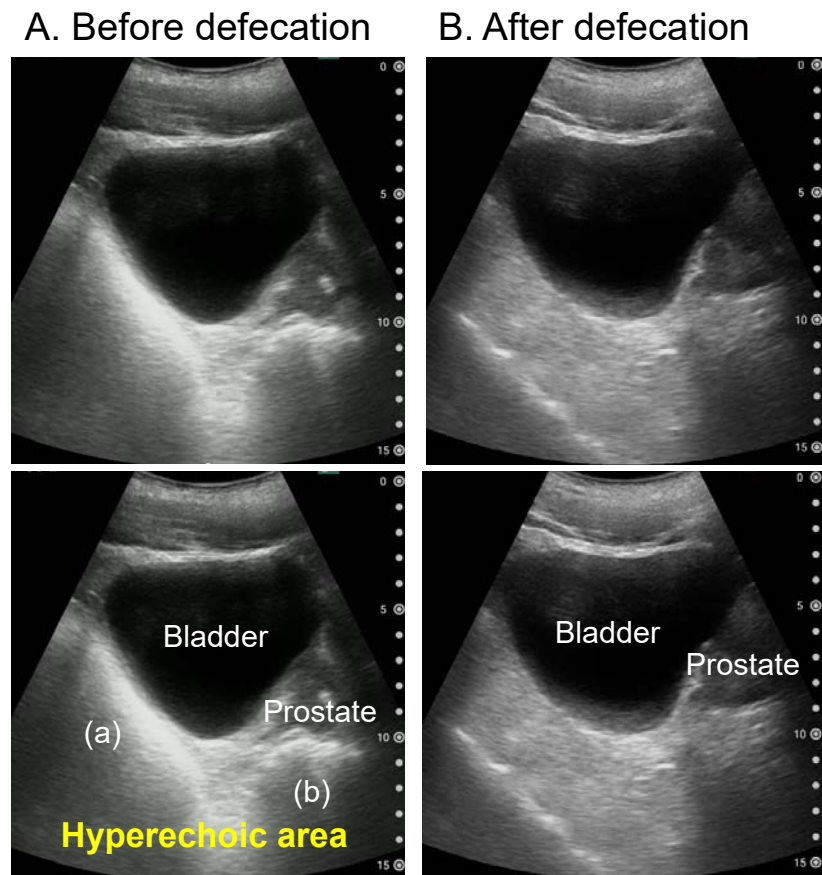 A. Before defecation
B. After defecation
0
5
10
15
0
5
10
15
0
5
10
15
Bladder
Prostate
(a)
(b)
Hyperechoic area
0
5
10
15
Bladder
Prostate